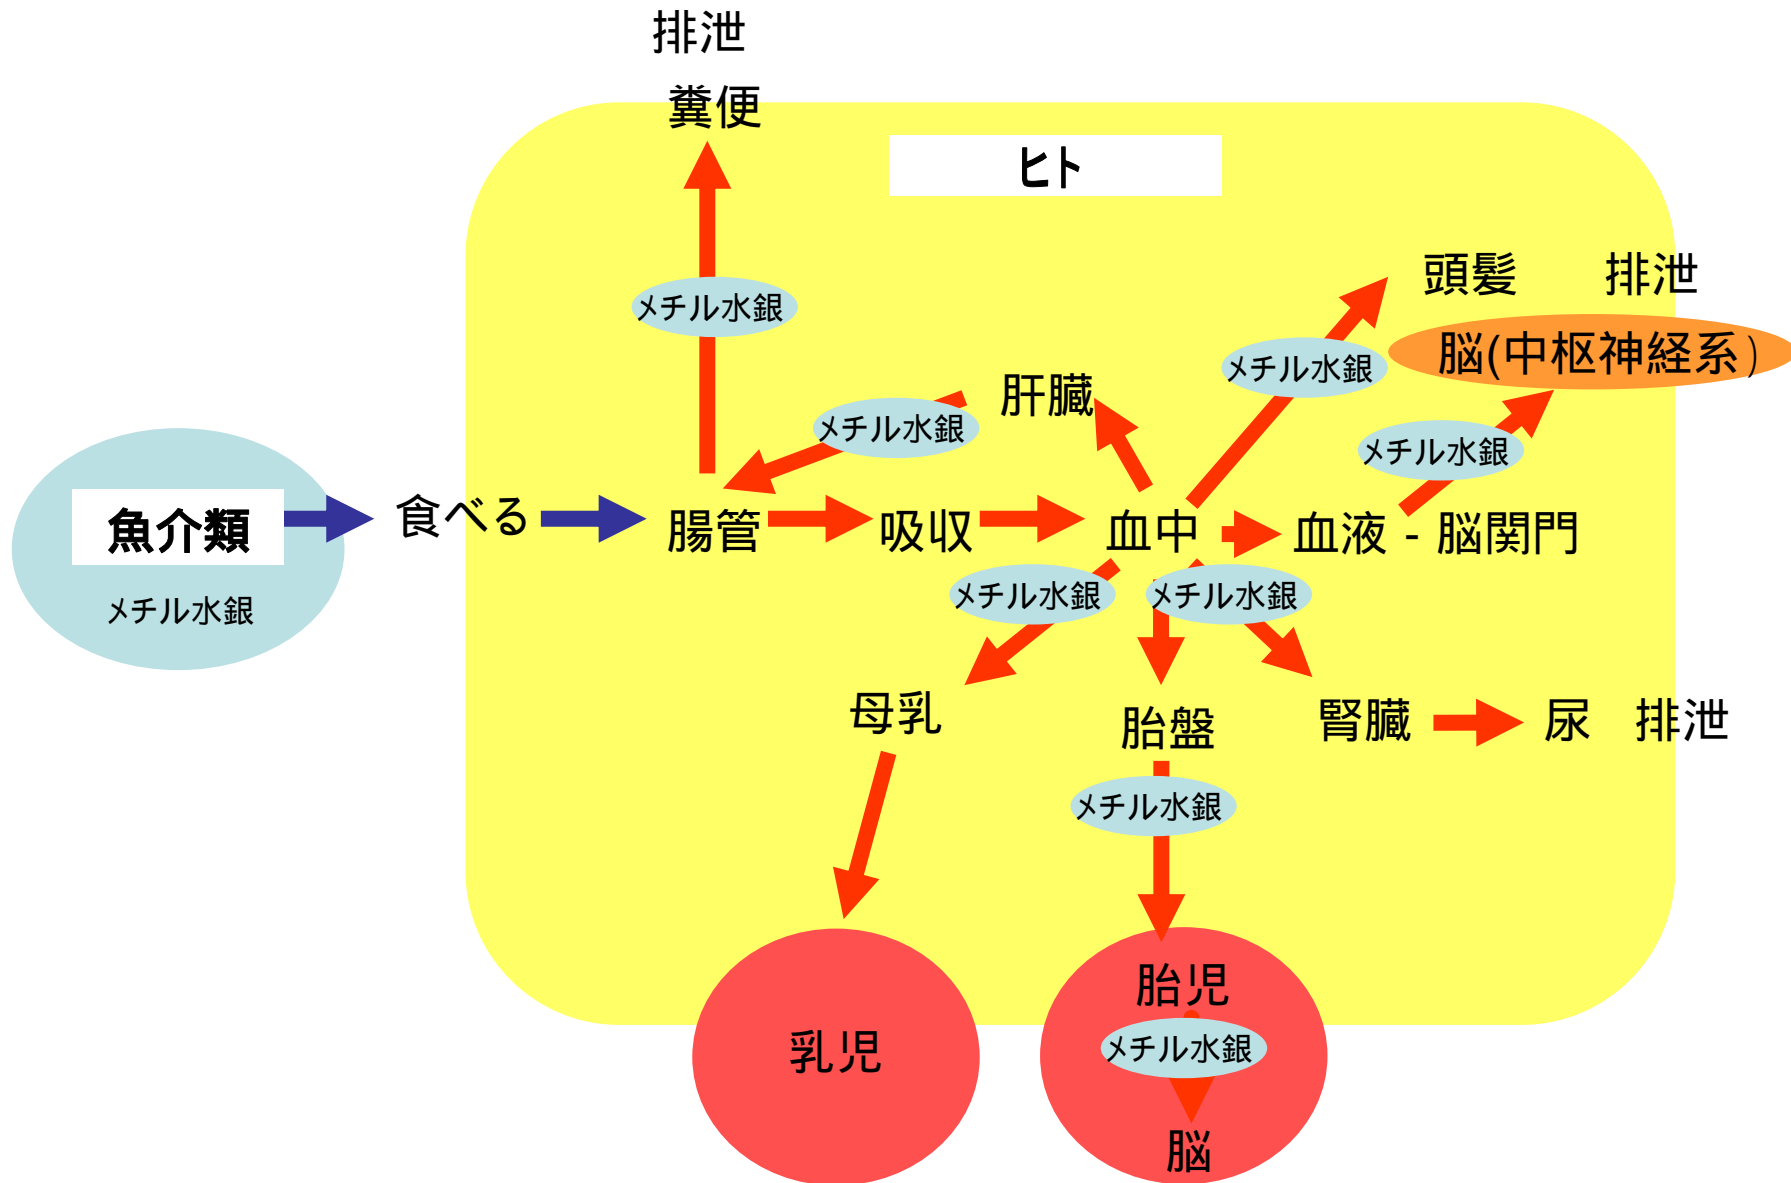 排泄
糞便
ヒト
メチル水銀
頭髪 排泄
脳(中枢神経系)
メチル水銀
肝臓
メチル水銀
メチル水銀
魚介類
メチル水銀
食べる
腸管
吸収
血中
血液 - 脳関門
メチル水銀
メチル水銀
母乳
胎盤
腎臓
尿 排泄
メチル水銀
乳児
胎児
メチル水銀
脳